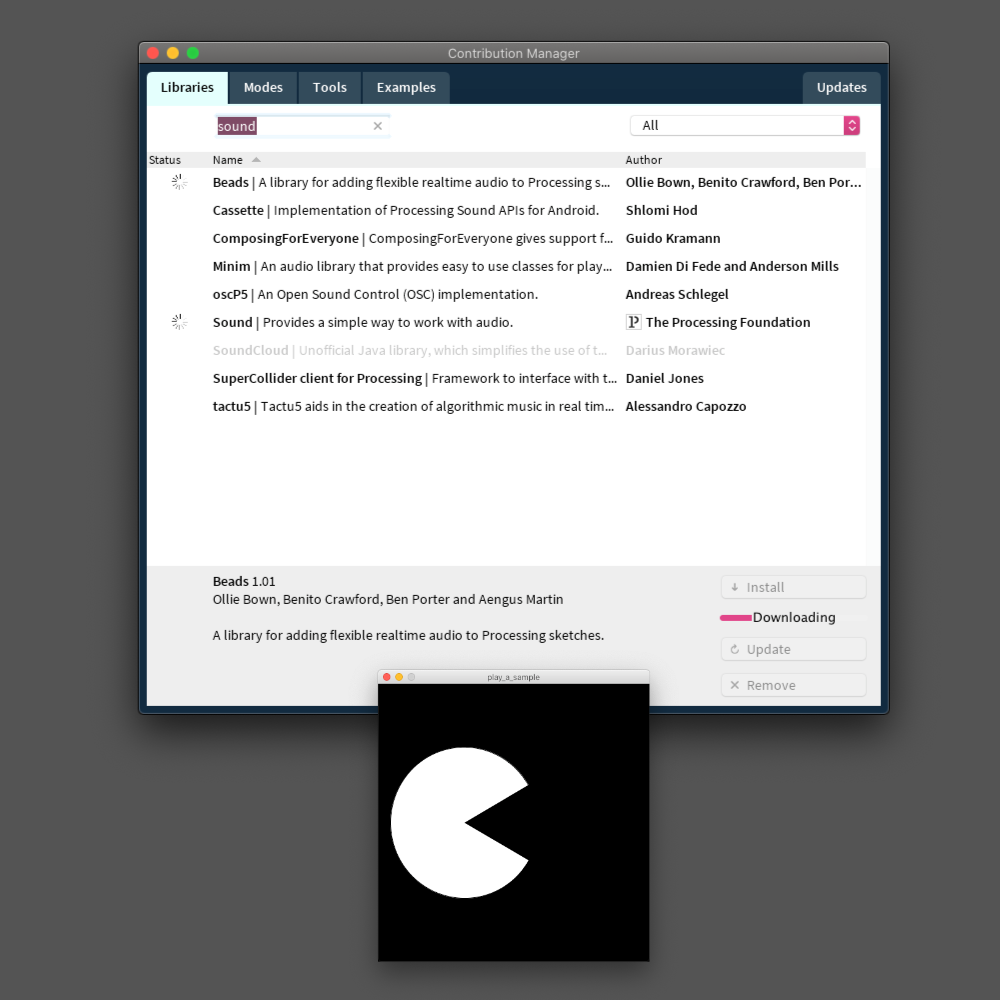 Contribution Manager
Libraries Modes Tools Examples Updates
sound All
Status Name Author
Beads | A library for adding flexible realtime audio to Processing s... Ollie Bown, Benito Crawford, Ben Por...
Cassette | Implementation of Processing Sound APIs for Android. Shlomi Hod
ComposingForEveryone | ComposingForEveryone gives support f... Guido Kramann
Minim | An audio library that provides easy to use classes for play... Damien Di Fede and Anderson Mills
oscP5 | An Open Sound Control (OSC) implementation. Andreas Schlegel
Sound | Provides a simple way to work with audio. The Processing Foundation
SoundCloud | Unofficial Java library, which simplifies the use of t... Darius Morawiec
SuperCollider client for Processing | Framework to interface with t... Daniel Jones
tactu5 | Tactu5 aids in the creation of algorithmic music in real tim... Alessandro Capozzo
Beads 1.01
Install
Ollie Bown, Benito Crawford, Ben Porter and Aengus Martin
Downloading
A library for adding flexible realtime audio to Processing sketches.
Update
Remove
play_a_sample